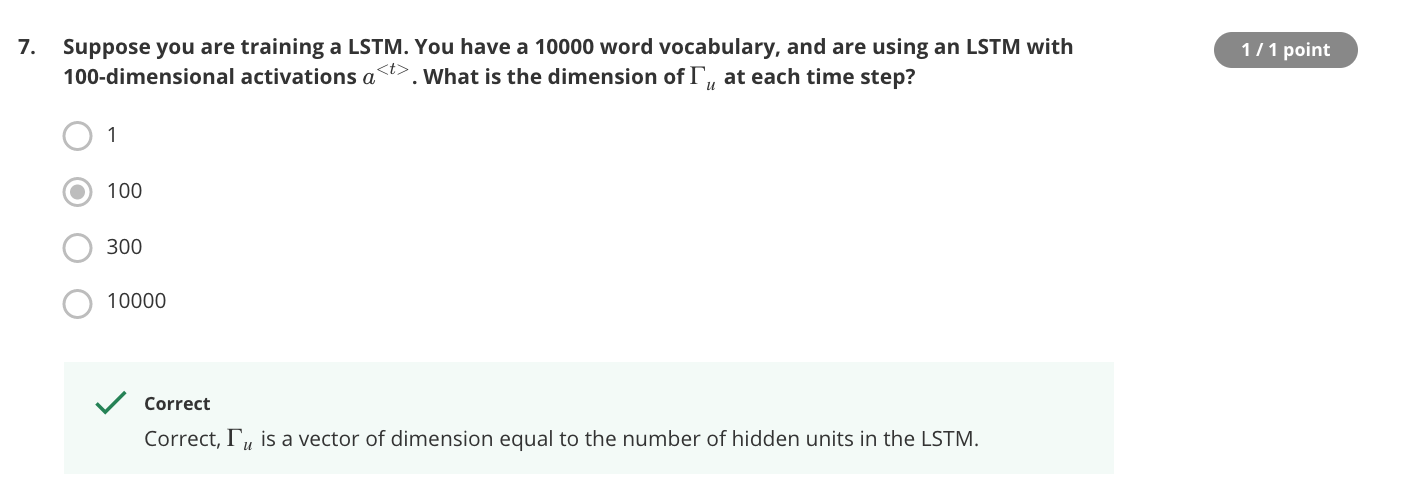 7. Suppose you are training a LSTM. You have a 10000 word vocabulary, and are using an LSTM with 1 / 1 point
100-dimensional activations a^{<t>}. What is the dimension of Γ_u at each time step?
1
100
300
10000
Correct
Correct, Γ_u is a vector of dimension equal to the number of hidden units in the LSTM.